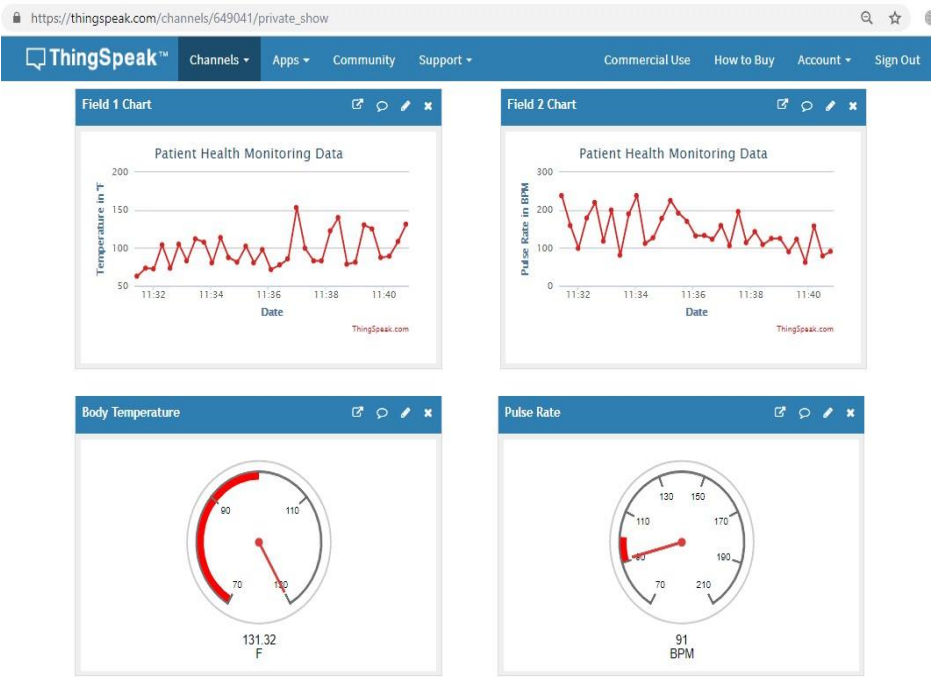 https://thingspeak.com/channels/649041/private_show
ThingSpeak™ Channels Apps Community Support Commercial Use How to Buy Account Sign Out
Field 1 Chart
Patient Health Monitoring Data
Temperature in °F
200
150
100
50
11:32 11:34 11:36 11:38 11:40
Date
ThingSpeak.com
Field 2 Chart
Patient Health Monitoring Data
Pulse Rate in BPM
300
200
100
0
11:32 11:34 11:36 11:38 11:40
Date
ThingSpeak.com
Body Temperature
90 110
70
131.32
F
Pulse Rate
130 150
110 170
90 190
70 210
91
BPM